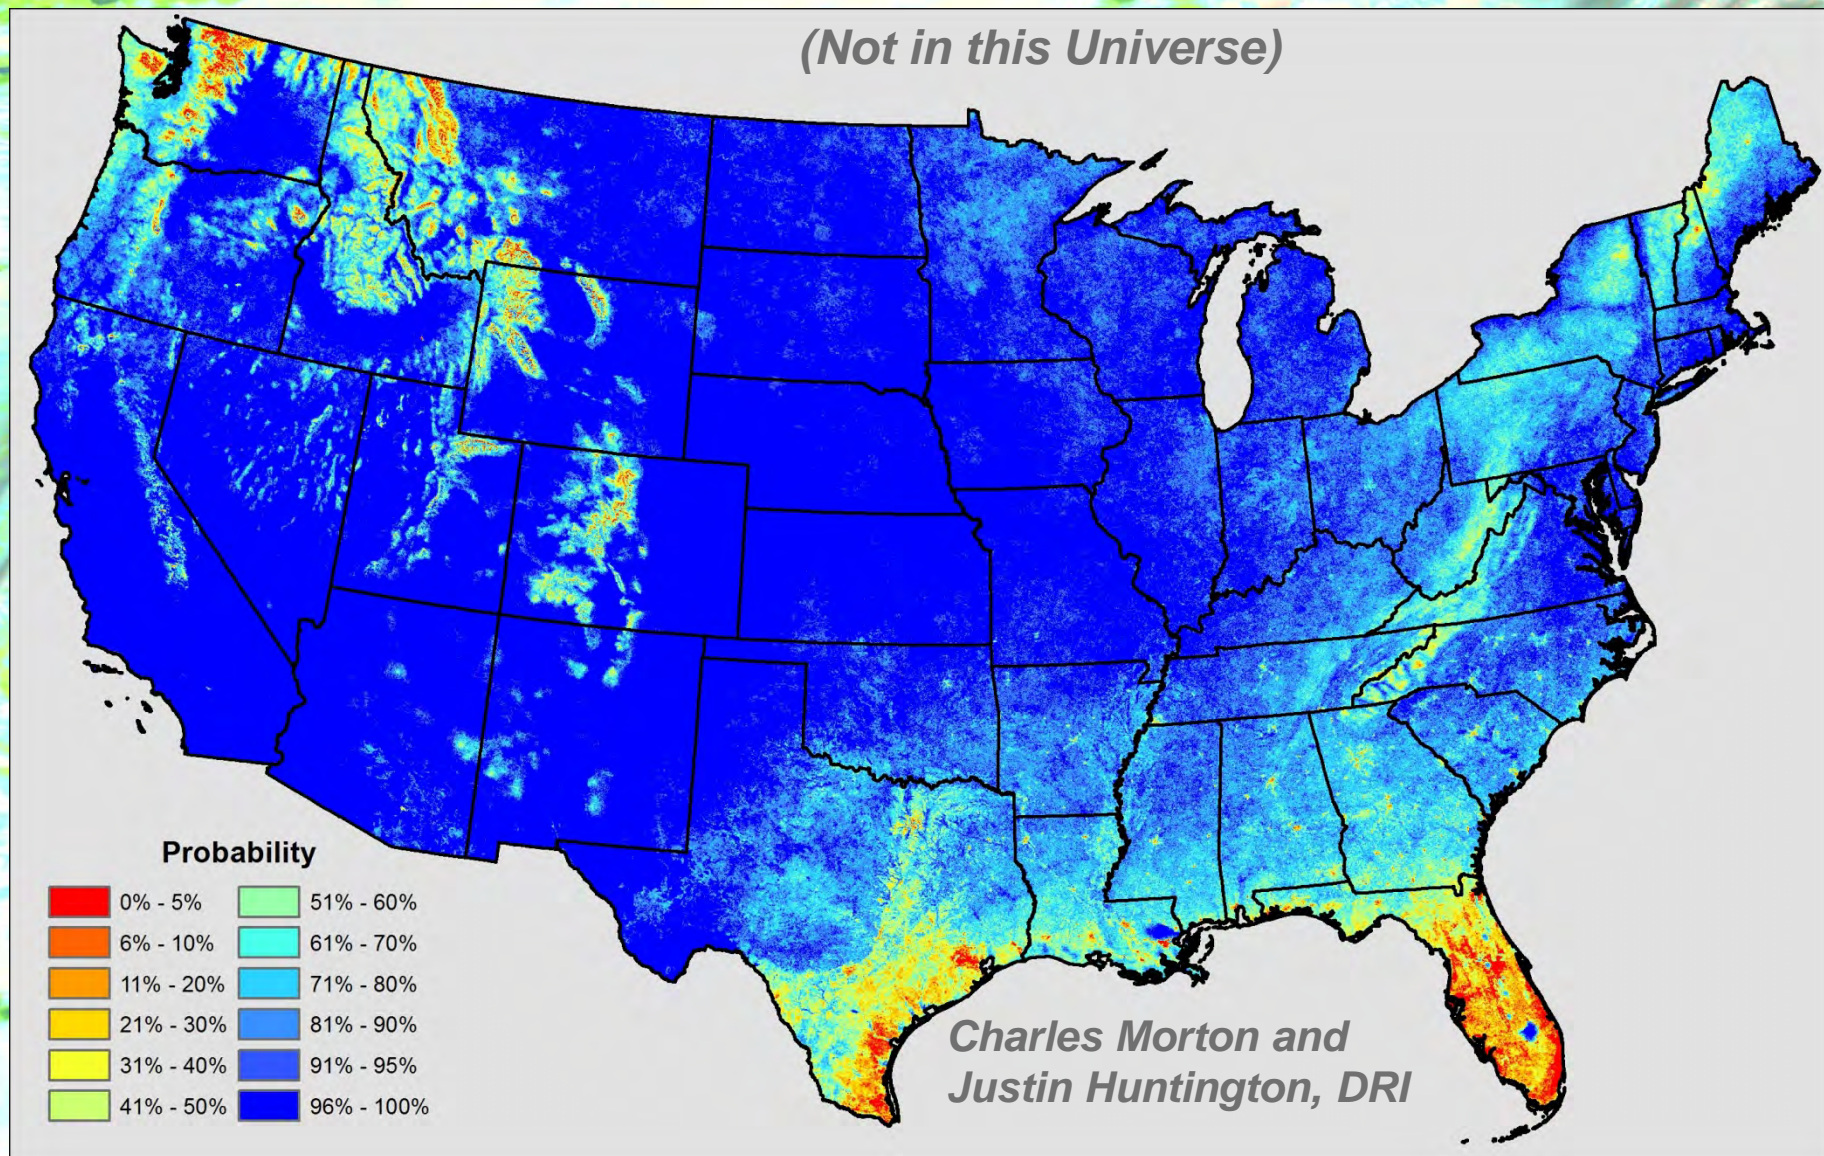 (Not in this Universe)
Probability
0% - 5%
6% - 10%
11% - 20%
21% - 30%
31% - 40%
41% - 50%
51% - 60%
61% - 70%
71% - 80%
81% - 90%
91% - 95%
96% - 100%
Charles Morton and
Justin Huntington, DRI